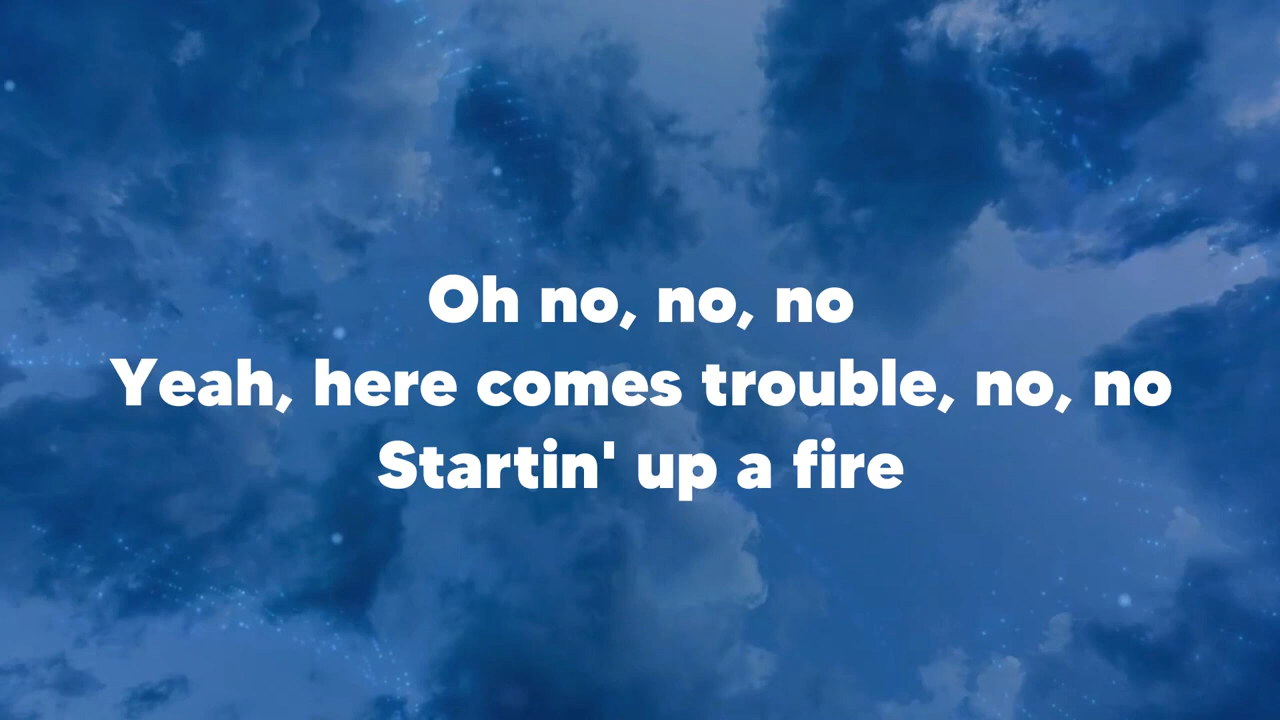 Oh no, no, no
Yeah, here comes trouble, no, no
Startin' up a fire